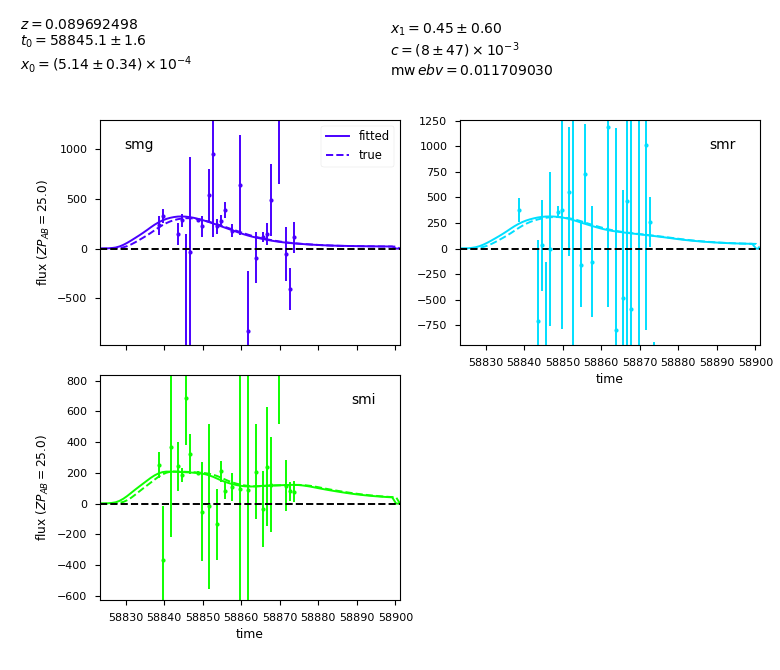 z = 0.089692498
t₀ = 58845.1 ± 1.6
x₀ = (5.14 ± 0.34) × 10⁻⁴
x₁ = 0.45 ± 0.60
c = (8 ± 47) × 10⁻³
mw ebv = 0.011709030
smg
fitted
true
1000
500
0
−500
flux (ZP_AB = 25.0)
smr
1250
1000
750
500
250
0
−250
−500
−750
58830 58840 58850 58860 58870 58880 58890 58900
time
smi
800
600
400
200
0
−200
−400
−600
flux (ZP_AB = 25.0)
58830 58840 58850 58860 58870 58880 58890 58900
time